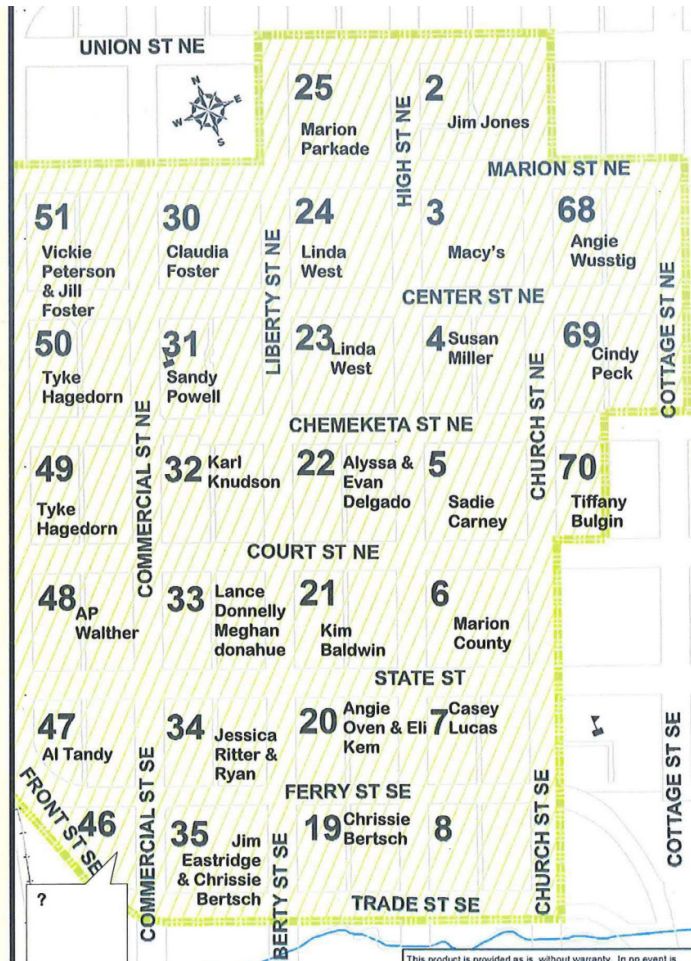 UNION ST NE
N
E
W
S
25
Marion
Parkade
2
Jim Jones
HIGH ST NE
MARION ST NE
51
Vickie
Peterson
& Jill
Foster
30
Claudia
Foster
LIBERTY ST NE
24
Linda
West
3
Macy's
68
Angie
Wusstig
CENTER ST NE
COTTAGE ST NE
50
Tyke
Hagedorn
31
Sandy
Powell
23 Linda
West
4 Susan
Miller
69
Cindy
Peck
COMMERCIAL ST NE
CHEMEKETA ST NE
CHURCH ST NE
49
Tyke
Hagedorn
32 Karl
Knudson
22 Alyssa &
Evan
Delgado
5
Sadie
Carney
70
Tiffany
Bulgin
COURT ST NE
48 AP
Walther
33 Lance
Donnelly
Meghan
donahue
21
Kim
Baldwin
6
Marion
County
STATE ST
47
Al Tandy
34
Jessica
Ritter &
Ryan
20 Angie
Oven & Eli
Kem
7 Casey
Lucas
FRONT ST SE
COMMERCIAL ST SE
FERRY ST SE
CHURCH ST SE
COTTAGE ST SE
46
35 Jim
Eastridge
& Chrissie
Bertsch
BERTY ST SE
19 Chrissie
Bertsch
8
TRADE ST SE
?
This product is provided as is, without warranty. In no event is